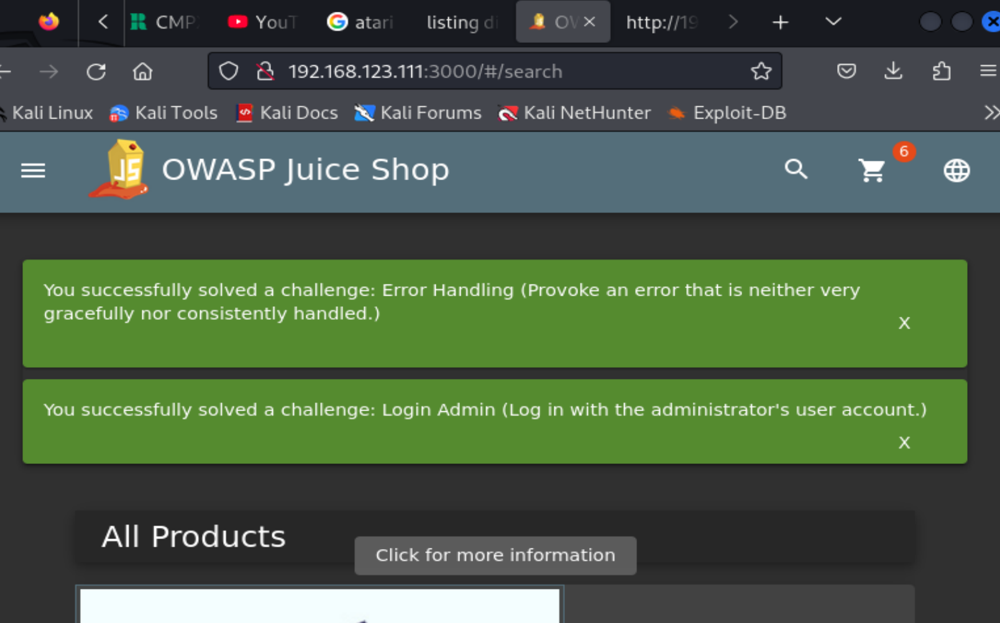 CMP
YouT
atari
listing di
OV
http://19
192.168.123.111:3000/#/search
Kali Linux
Kali Tools
Kali Docs
Kali Forums
Kali NetHunter
Exploit-DB
JS
OWASP Juice Shop
6
You successfully solved a challenge: Error Handling (Provoke an error that is neither very
gracefully nor consistently handled.)
X
You successfully solved a challenge: Login Admin (Log in with the administrator's user account.)
X
All Products
Click for more information